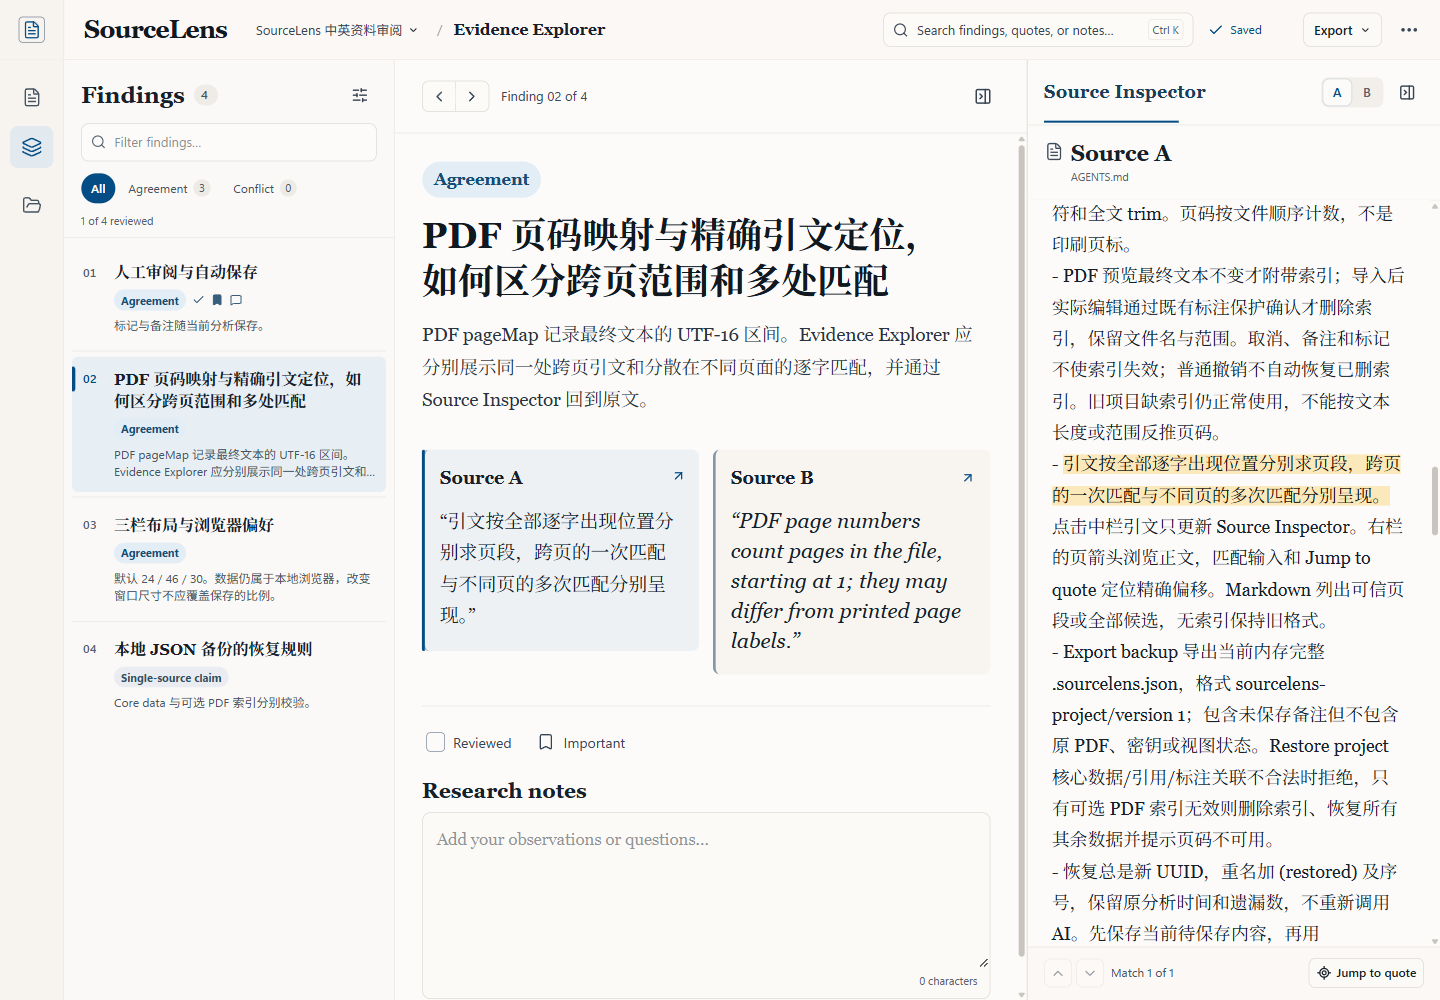 SourceLens
SourceLens 中英资料审阅
/
Evidence Explorer
Search findings, quotes, or notes...
Ctrl K
Saved
Export
Findings
4
Filter findings...
All
Agreement 3
Conflict 0
1 of 4 reviewed
01
人工审阅与自动保存
Agreement
标记与备注随当前分析保存。
02
PDF 页码映射与精确引文定位，如
何区分跨页范围和多处匹配
Agreement
PDF pageMap 记录最终文本的 UTF-16 区间。
Evidence Explorer 应分别展示同一处跨页引文和...
03
三栏布局与浏览器偏好
Agreement
默认 24 / 46 / 30。数据仍属于本地浏览器，改变
窗口尺寸不应覆盖保存的比例。
04
本地 JSON 备份的恢复规则
Single-source claim
Core data 与可选 PDF 索引分别校验。
Finding 02 of 4
Agreement
PDF 页码映射与精确引文定位，
如何区分跨页范围和多处匹配
PDF pageMap 记录最终文本的 UTF-16 区间。Evidence Explorer 应
分别展示同一处跨页引文和分散在不同页面的逐字匹配，并通过
Source Inspector 回到原文。
Source A
“引文按全部逐字出现位置分
别求页段，跨页的一次匹配
与不同页的多次匹配分别呈
现。”
Source B
“PDF page numbers
count pages in the file,
starting at 1; they may
differ from printed page
labels.”
Reviewed
Important
Research notes
Add your observations or questions...
0 characters
Source Inspector
A
B
Source A
AGENTS.md
符和全文 trim。页码按文件顺序计数，不是
印刷页标。
- PDF 预览最终文本不变才附带索引；导入后
实际编辑通过既有标注保护确认才删除索
引，保留文件名与范围。取消、备注和标记
不使索引失效；普通撤销不自动恢复已删索
引。旧项目缺索引仍正常使用，不能按文本
长度或范围反推页码。
- 引文按全部逐字出现位置分别求页段，跨页
的一次匹配与不同页的多次匹配分别呈现。
点击中栏引文只更新 Source Inspector。右栏
的页箭头浏览正文，匹配输入和 Jump to
quote 定位精确偏移。Markdown 列出可信页
段或全部候选，无索引保持旧格式。
- Export backup 导出当前内存完整
.sourcelens.json，格式 sourcelens-
project/version 1；包含未保存备注但不包含
原 PDF、密钥或视图状态。Restore project
核心数据/引用/标注关联不合法时拒绝，只
有可选 PDF 索引无效则删除索引、恢复所有
其余数据并提示页码不可用。
- 恢复总是新 UUID，重名加 (restored) 及序
号，保留原分析时间和遗漏数，不重新调用
AI。先保存当前待保存内容，再用
Match 1 of 1
Jump to quote